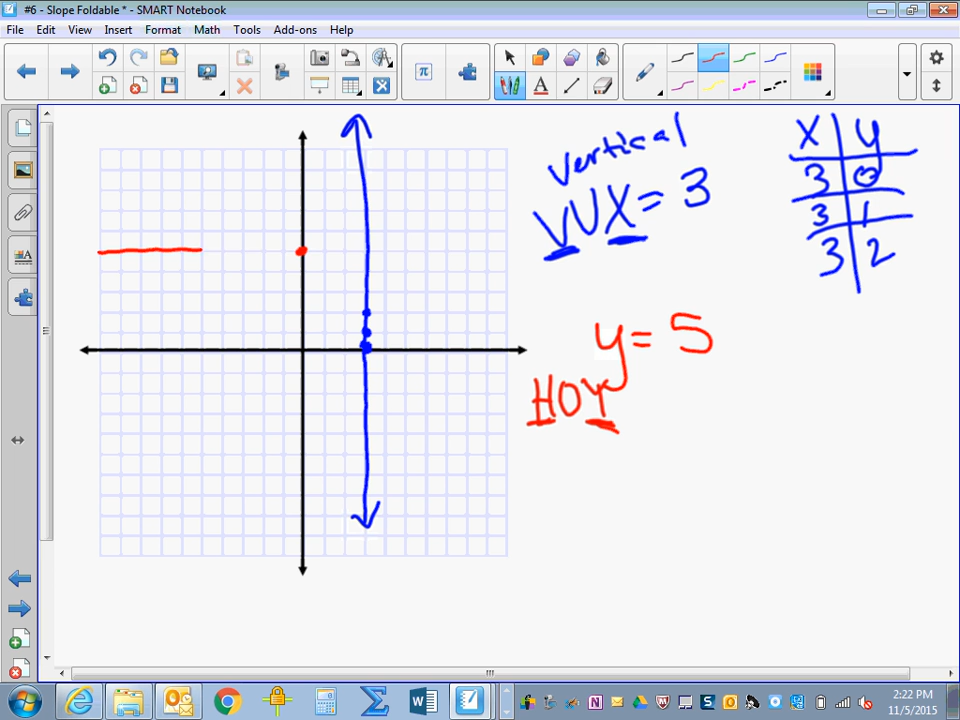 #6 - Slope Foldable * - SMART Notebook
File Edit View Insert Format Math Tools Add-ons Help
Vertical
VUX = 3
X y
3 0
3 1
3 2
y = 5
HOY
2:22 PM
11/5/2015